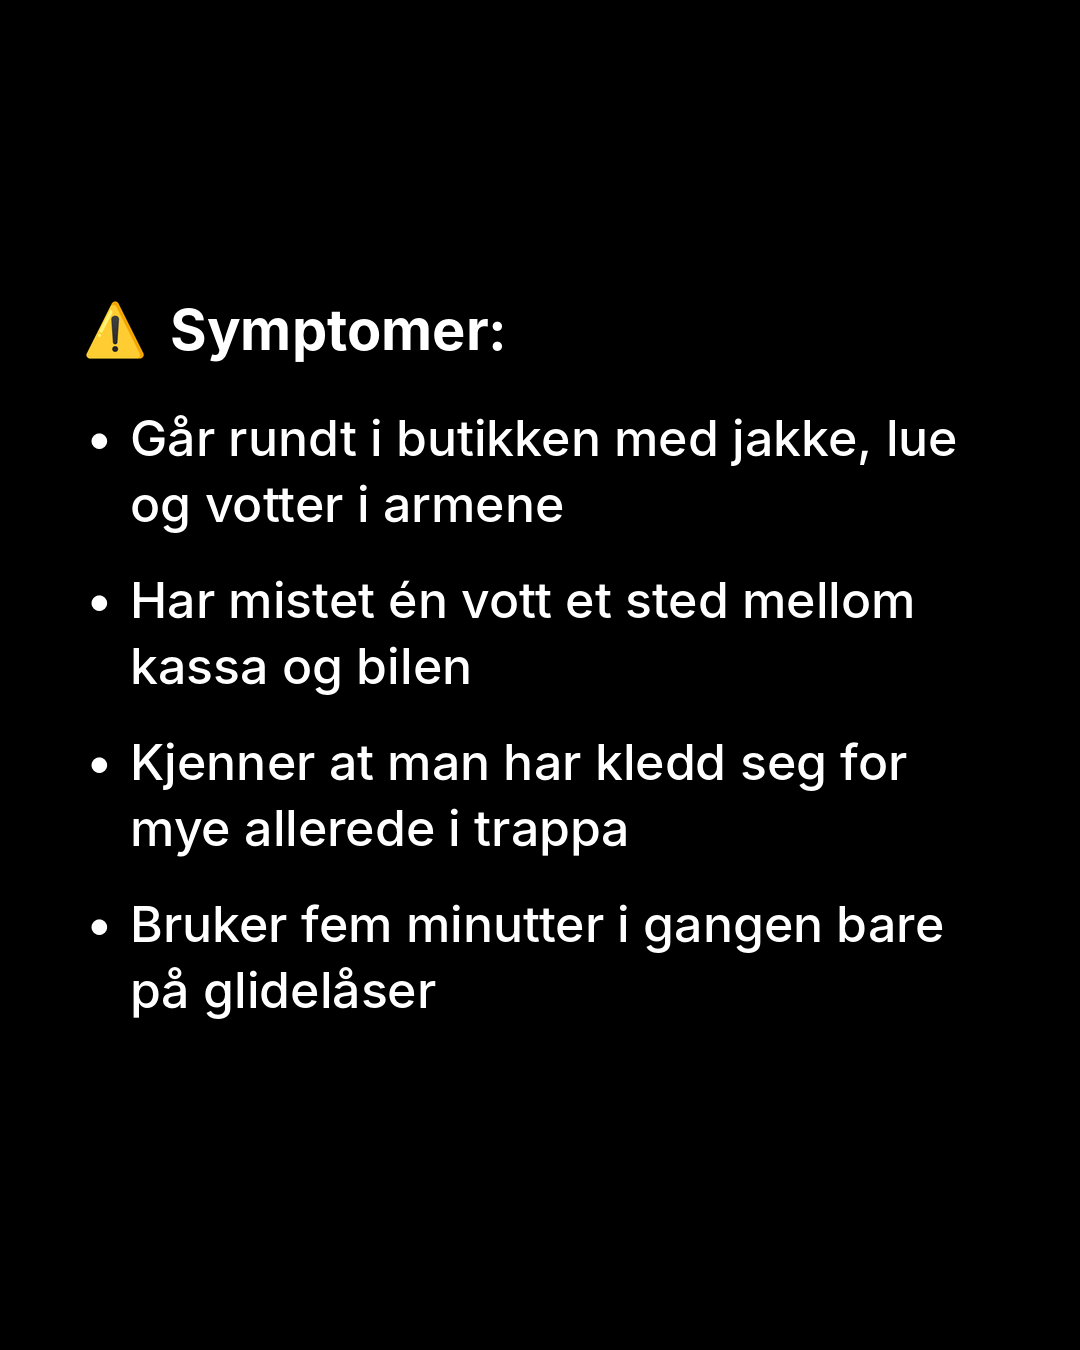 ⚠️ Symptomer:
• Går rundt i butikken med jakke, lue
og votter i armene
• Har mistet én vott et sted mellom
kassa og bilen
• Kjenner at man har kledd seg for
mye allerede i trappa
• Bruker fem minutter i gangen bare
på glidelåser